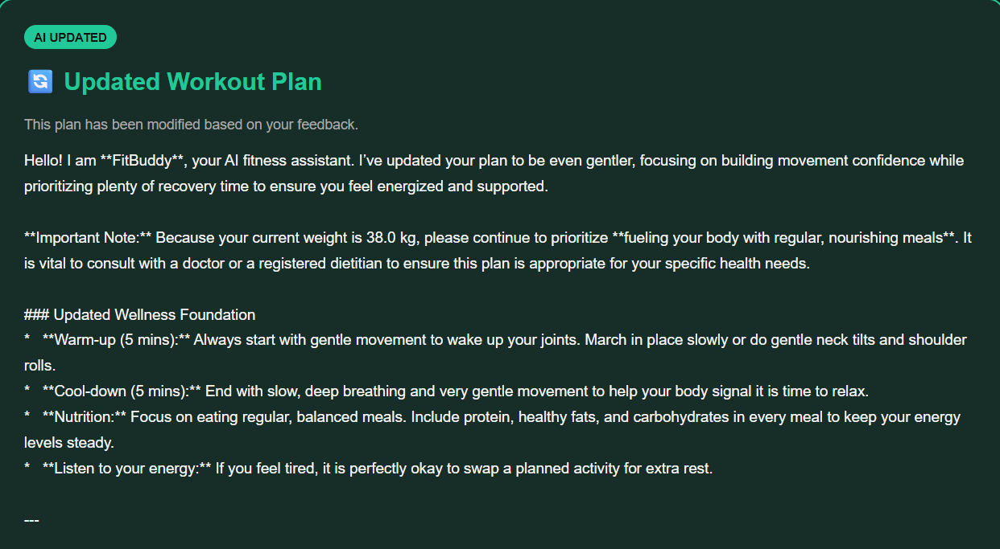 AI UPDATED
Updated Workout Plan
This plan has been modified based on your feedback.
Hello! I am **FitBuddy**, your AI fitness assistant. I’ve updated your plan to be even gentler, focusing on building movement confidence while
prioritizing plenty of recovery time to ensure you feel energized and supported.
**Important Note:** Because your current weight is 38.0 kg, please continue to prioritize **fueling your body with regular, nourishing meals**. It
is vital to consult with a doctor or a registered dietitian to ensure this plan is appropriate for your specific health needs.
### Updated Wellness Foundation
*   **Warm-up (5 mins):** Always start with gentle movement to wake up your joints. March in place slowly or do gentle neck tilts and shoulder
rolls.
*   **Cool-down (5 mins):** End with slow, deep breathing and very gentle movement to help your body signal it is time to relax.
*   **Nutrition:** Focus on eating regular, balanced meals. Include protein, healthy fats, and carbohydrates in every meal to keep your energy
levels steady.
*   **Listen to your energy:** If you feel tired, it is perfectly okay to swap a planned activity for extra rest.
---